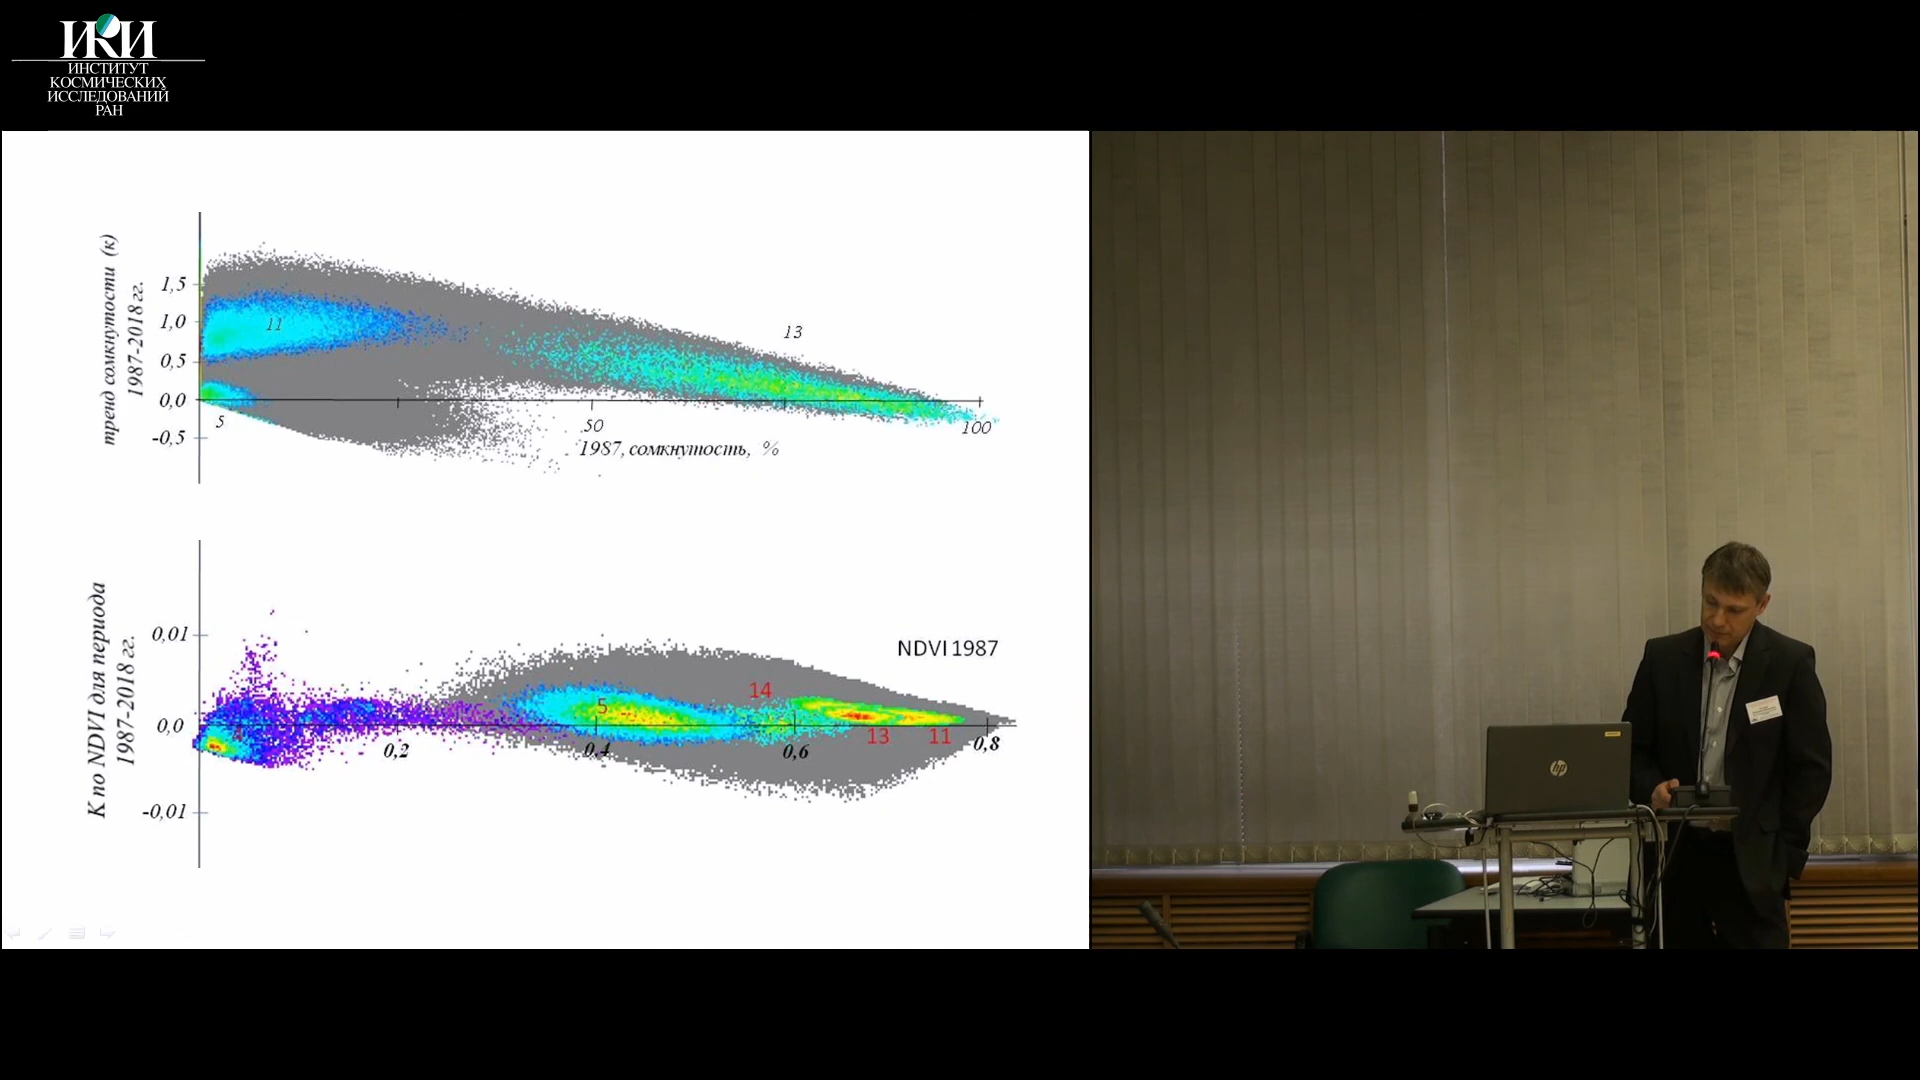 ИКИ
ИНСТИТУТ
КОСМИЧЕСКИХ
ИССЛЕДОВАНИЙ
РАН
тренд сомкнутости (к)
1987-2018 гг.
1,5
1,0
0,5
0,0
-0,5
11
13
5
50
100
1987, сомкнутость, %
К по NDVI для периода
1987-2018 гг.
0,01
0,0
-0,01
NDVI 1987
14
5
13
11
0,2
0,4
0,6
0,8
hp